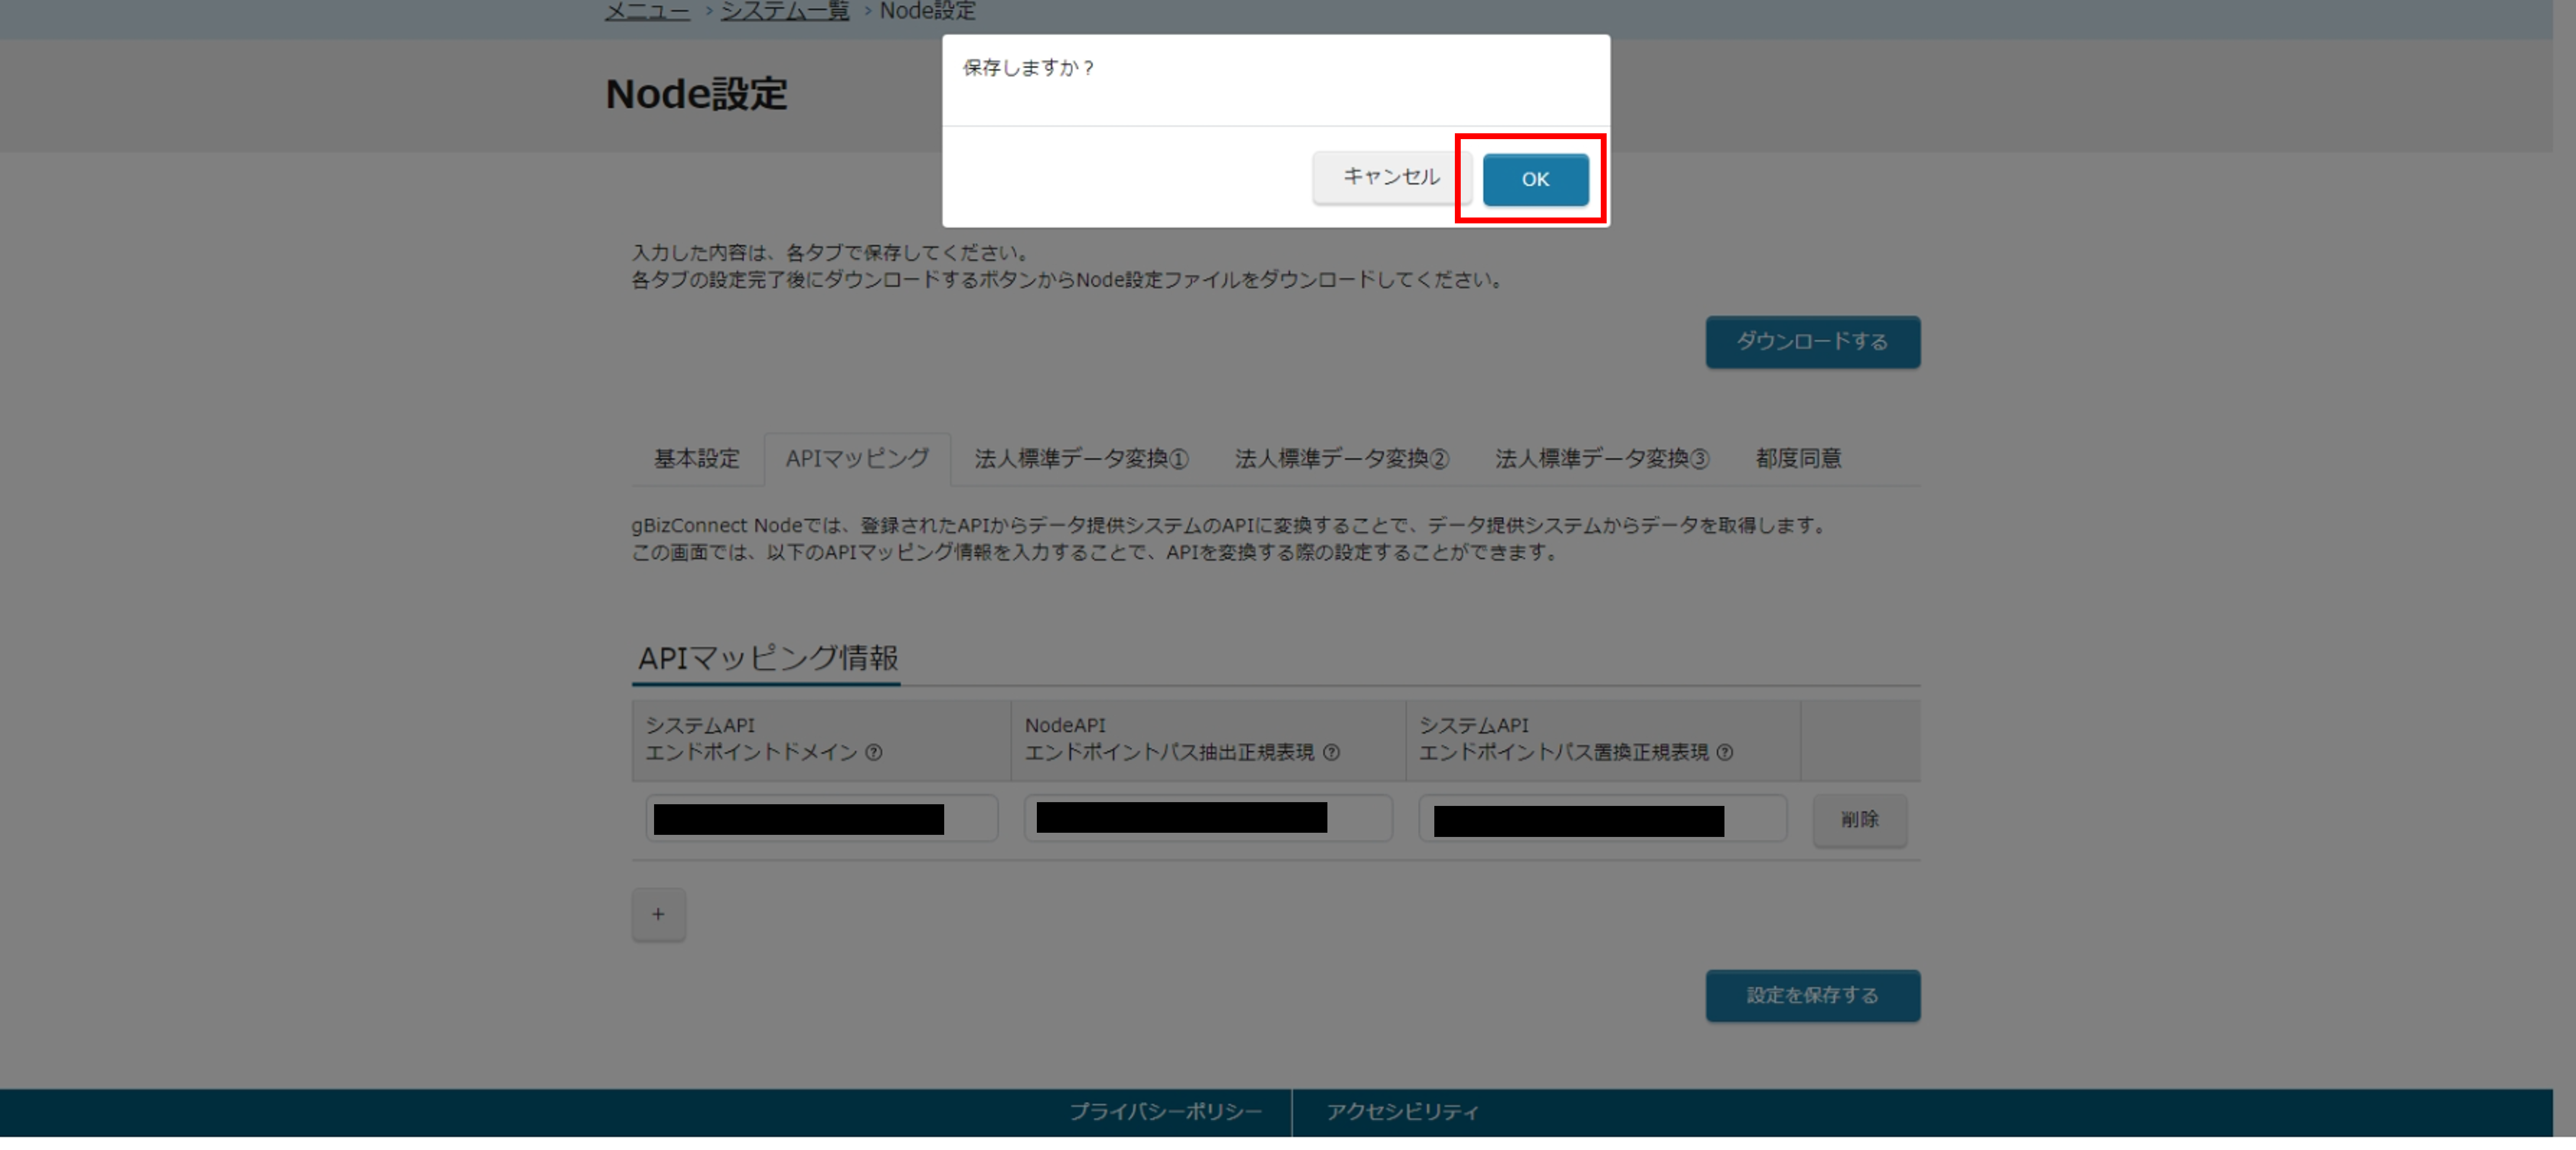 メニュー > システム一覧 > Node設定
Node設定
保存しますか？
キャンセル
OK
入力した内容は、各タブで保存してください。
各タブの設定完了後にダウンロードするボタンからNode設定ファイルをダウンロードしてください。
ダウンロードする
基本設定 APIマッピング 法人標準データ変換① 法人標準データ変換② 法人標準データ変換③ 都度同意
gBizConnect Nodeでは、登録されたAPIからデータ提供システムのAPIに変換することで、データ提供システムからデータを取得します。
この画面では、以下のAPIマッピング情報を入力することで、APIを変換する際の設定することができます。
APIマッピング情報
システムAPI
エンドポイントドメイン ?
NodeAPI
エンドポイントパス抽出正規表現 ?
システムAPI
エンドポイントパス置換正規表現 ?
削除
+
設定を保存する
プライバシーポリシー
アクセシビリティ